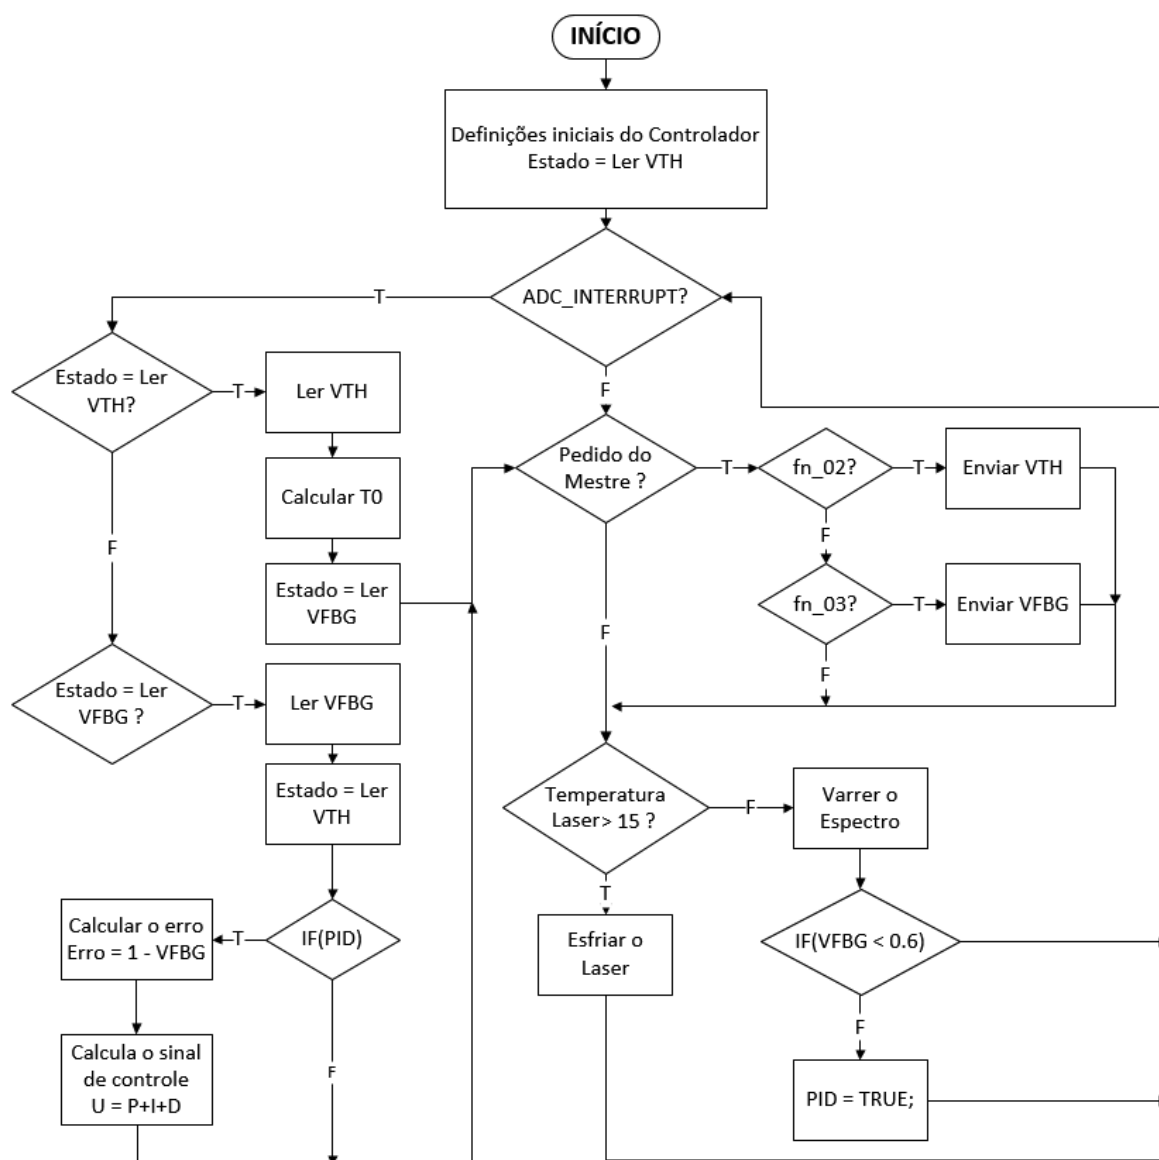 INÍCIO
Definições iniciais do Controlador
Estado = Ler VTH
ADC_INTERRUPT?
T
F
Estado = Ler
VTH?
T
Ler VTH
Calcular T0
Estado = Ler
VFBG
F
Estado = Ler
VFBG ?
T
Ler VFBG
Estado = Ler
VTH
IF(PID)
T
Calcular o erro
Erro = 1 - VFBG
Calcula o sinal
de controle
U = P+I+D
F
Pedido do
Mestre ?
T
fn_02?
T
Enviar VTH
F
fn_03?
T
Enviar VFBG
F
F
Temperatura
Laser> 15 ?
F
Varrer o
Espectro
T
Esfriar o
Laser
IF(VFBG < 0.6)
F
PID = TRUE;